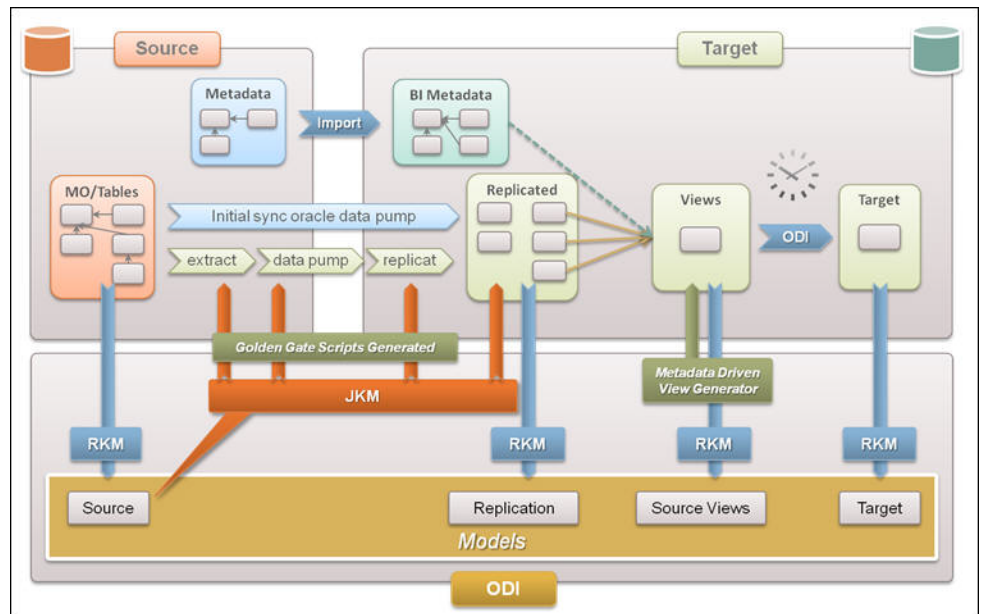 Source
Target
Metadata
Import
BI Metadata
MO/Tables
Initial sync oracle data pump
Replicated
Views
ODI
Target
extract
data pump
replicat
Golden Gate Scripts Generated
JKM
Metadata Driven
View Generator
RKM
RKM
RKM
RKM
Source
Replication
Source Views
Target
Models
ODI